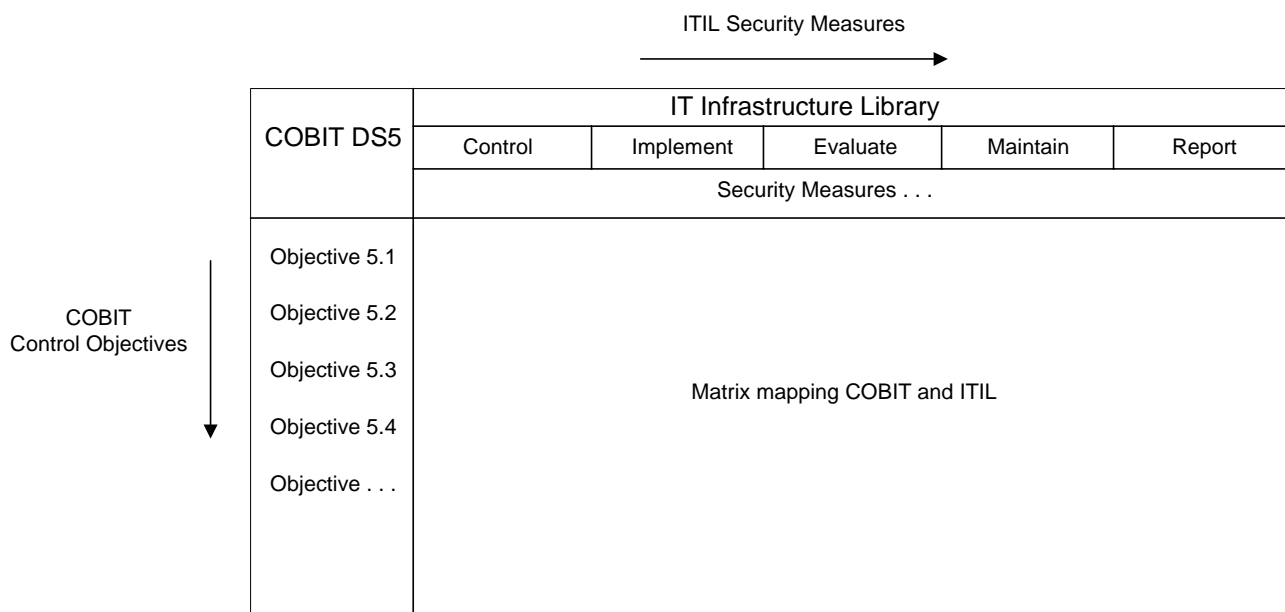 ITIL Security Measures
IT Infrastructure Library
COBIT DS5
Control
Implement
Evaluate
Maintain
Report
Security Measures . . .
Objective 5.1
Objective 5.2
COBIT
Control Objectives
Objective 5.3
Matrix mapping COBIT and ITIL
Objective 5.4
Objective . . .